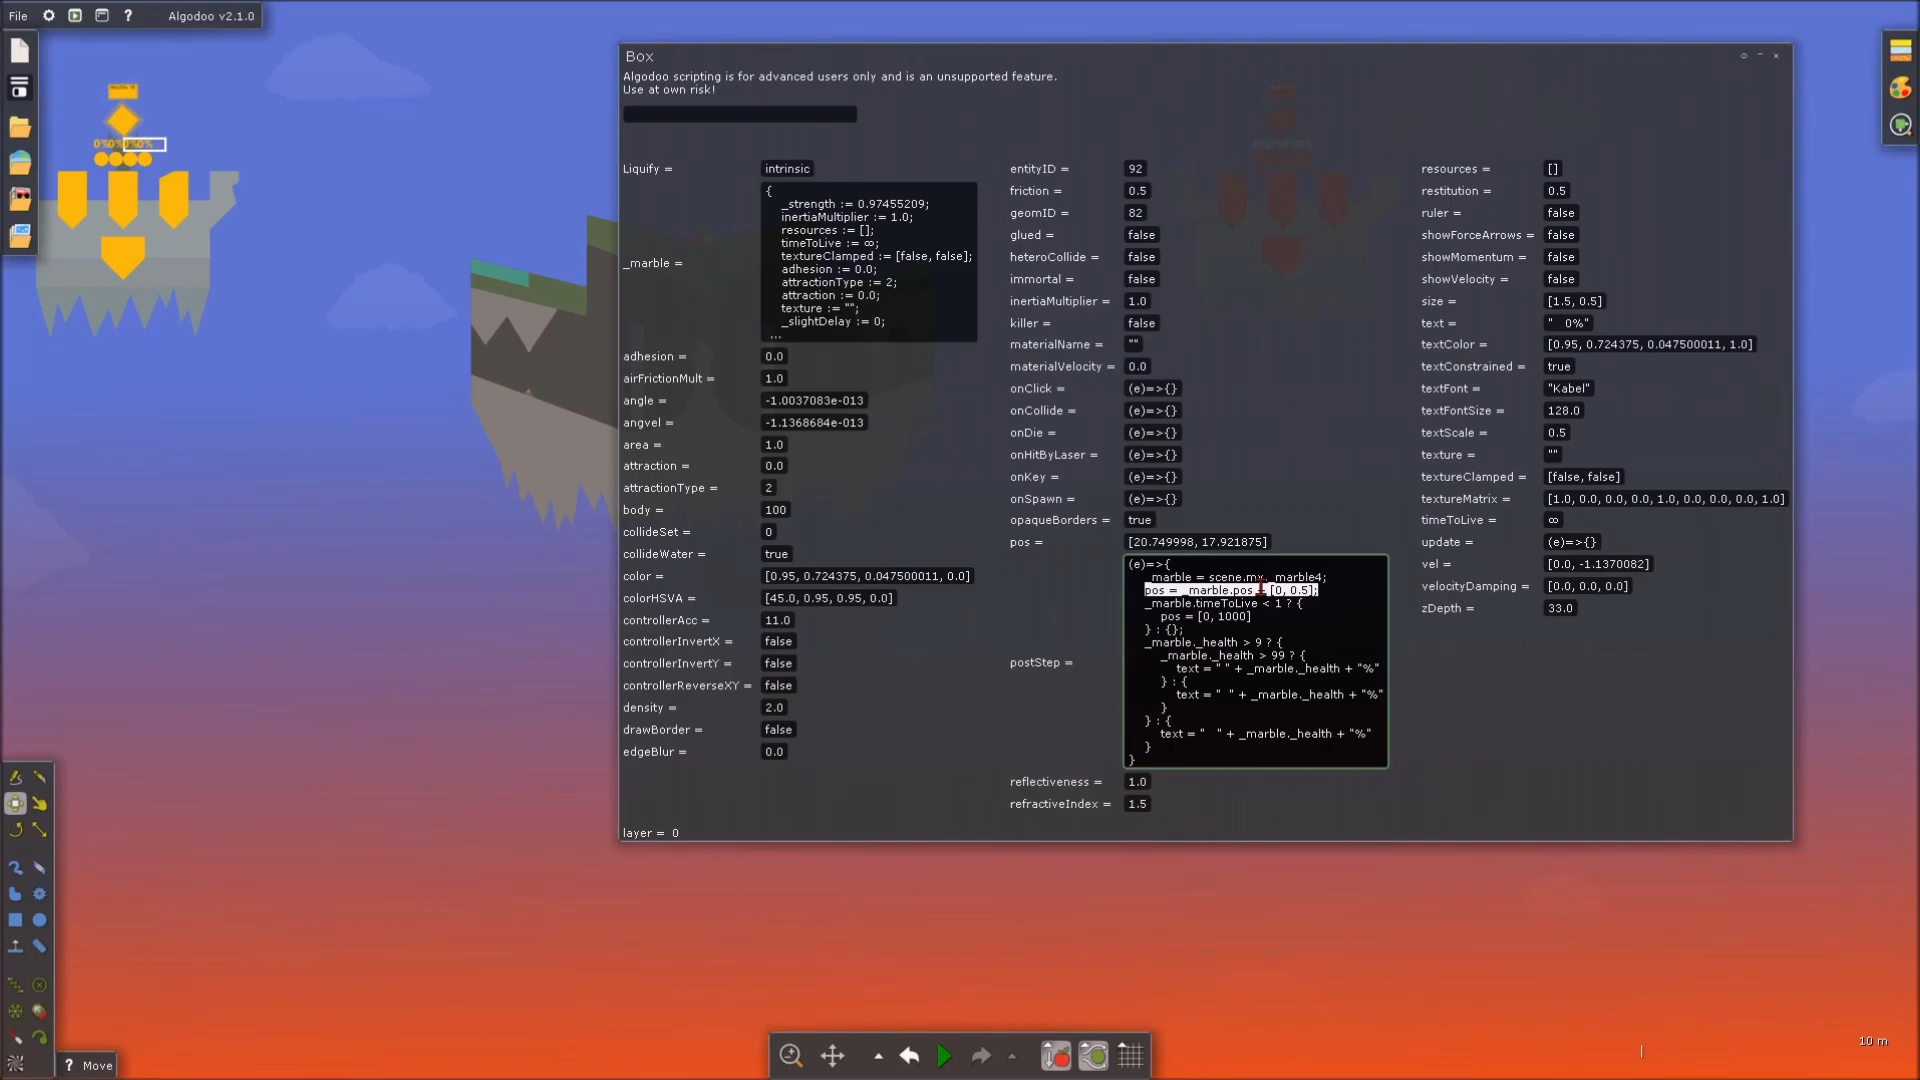 File
?
Algodoo v2.1.0
0%0%0%0%
Box
Algodoo scripting is for advanced users only and is an unsupported feature.
Use at own risk!
Liquify = intrinsic
_marble =
{
_strength := 0.97455209;
inertiaMultiplier := 1.0;
resources := [];
timeToLive := ∞;
textureClamped := [false, false];
adhesion := 0.0;
attractionType := 2;
attraction := 0.0;
texture := "";
_slightDelay := 0;
...
adhesion = 0.0
airFrictionMult = 1.0
angle = -1.0037083e-013
angvel = -1.1368684e-013
area = 1.0
attraction = 0.0
attractionType = 2
body = 100
collideSet = 0
collideWater = true
color = [0.95, 0.724375, 0.047500011, 0.0]
colorHSVA = [45.0, 0.95, 0.95, 0.0]
controllerAcc = 11.0
controllerInvertX = false
controllerInvertY = false
controllerReverseXY = false
density = 2.0
drawBorder = false
edgeBlur = 0.0
layer = 0
entityID = 92
friction = 0.5
geomID = 82
glued = false
heteroCollide = false
immortal = false
inertiaMultiplier = 1.0
killer = false
materialName = ""
materialVelocity = 0.0
onClick = (e)=>{}
onCollide = (e)=>{}
onDie = (e)=>{}
onHitByLaser = (e)=>{}
onKey = (e)=>{}
onSpawn = (e)=>{}
opaqueBorders = true
pos = [20.749998, 17.921875]
postStep =
(e)=>{
_marble = scene.my._marble4;
pos = _marble.pos + [0, 0.5];
_marble.timeToLive < 1 ? {
pos = [0, 1000]
} : {};
_marble._health > 9 ? {
_marble._health > 99 ? {
text = " " + _marble._health + "%"
} : {
text = "  " + _marble._health + "%"
}
} : {
text = "   " + _marble._health + "%"
}
}
reflectiveness = 1.0
refractiveIndex = 1.5
resources = []
restitution = 0.5
ruler = false
showForceArrows = false
showMomentum = false
showVelocity = false
size = [1.5, 0.5]
text = "   0%"
textColor = [0.95, 0.724375, 0.047500011, 1.0]
textConstrained = true
textFont = "Kabel"
textFontSize = 128.0
textScale = 0.5
texture = ""
textureClamped = [false, false]
textureMatrix = [1.0, 0.0, 0.0, 0.0, 1.0, 0.0, 0.0, 0.0, 1.0]
timeToLive = ∞
update = (e)=>{}
vel = [0.0, -1.1370082]
velocityDamping = [0.0, 0.0, 0.0]
zDepth = 33.0
? Move
10 m